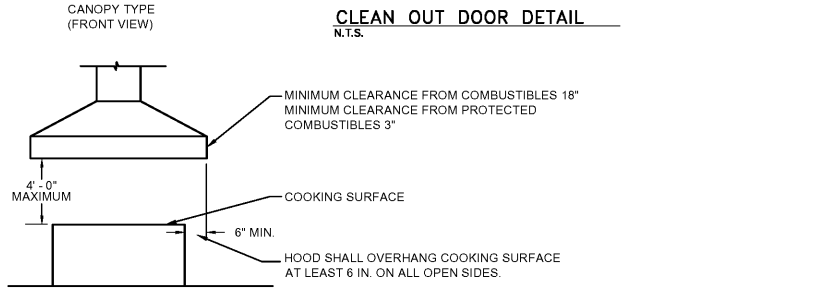 CANOPY TYPE
(FRONT VIEW)
CLEAN OUT DOOR DETAIL
N.T.S.
MINIMUM CLEARANCE FROM COMBUSTIBLES 18"
MINIMUM CLEARANCE FROM PROTECTED
COMBUSTIBLES 3"
4' - 0"
MAXIMUM
COOKING SURFACE
6" MIN.
HOOD SHALL OVERHANG COOKING SURFACE
AT LEAST 6 IN. ON ALL OPEN SIDES.